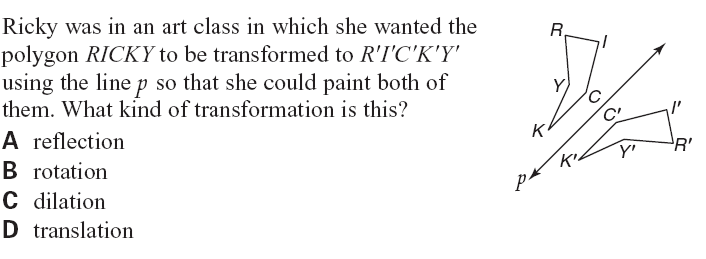 Ricky was in an art class in which she wanted the
polygon RICKY to be transformed to R'I'C'K'Y'
using the line p so that she could paint both of
them. What kind of transformation is this?
A reflection
B rotation
C dilation
D translation
R
I
Y
C
K
C'
I'
K'
Y'
R'
p